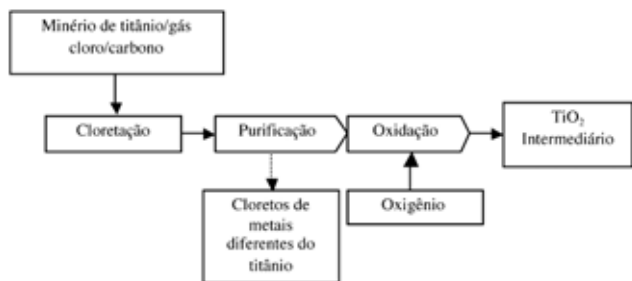 Minério de titânio/gás
cloro/carbono
Cloretação
Purificação
Oxidação
TiO₂
Intermediário
Cloretos de
metais
diferentes do
titânio
Oxigênio